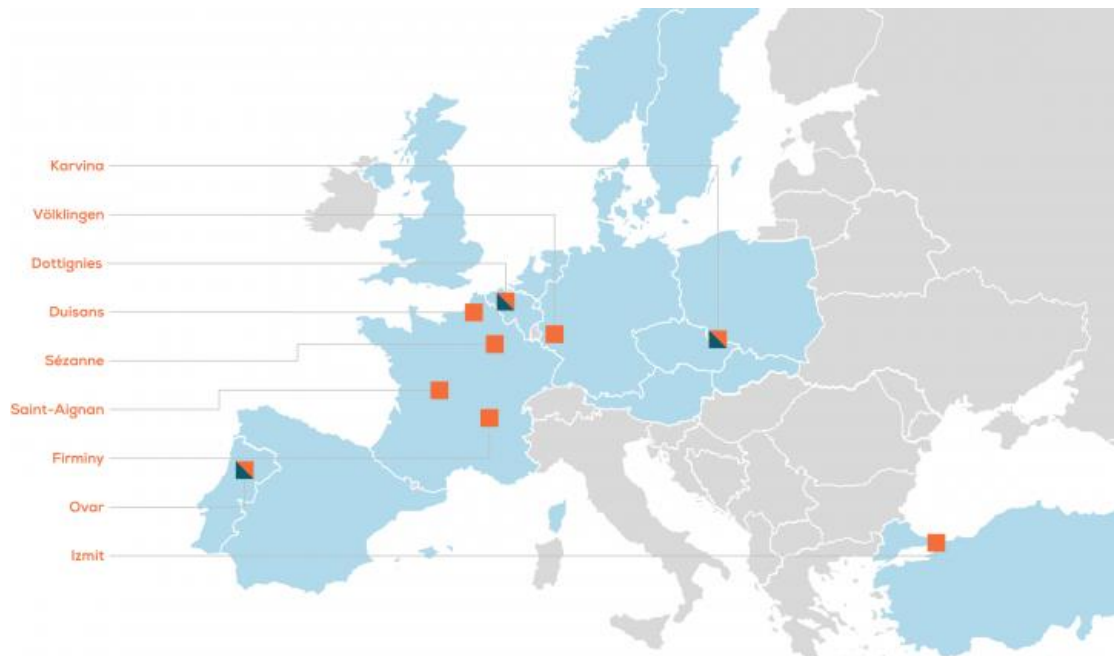 Karvina
Völklingen
Dottignies
Duisans
Sézanne
Saint-Aignan
Firminy
Ovar
Izmit